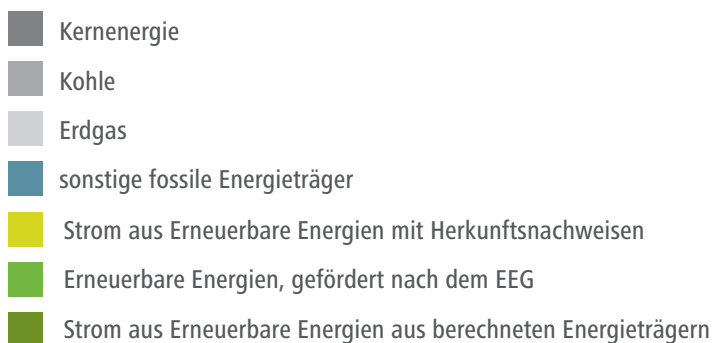 Kernenergie
Kohle
Erdgas
sonstige fossile Energieträger
Strom aus Erneuerbare Energien mit Herkunftsnachweisen
Erneuerbare Energien, gefördert nach dem EEG
Strom aus Erneuerbare Energien aus berechneten Energieträgern